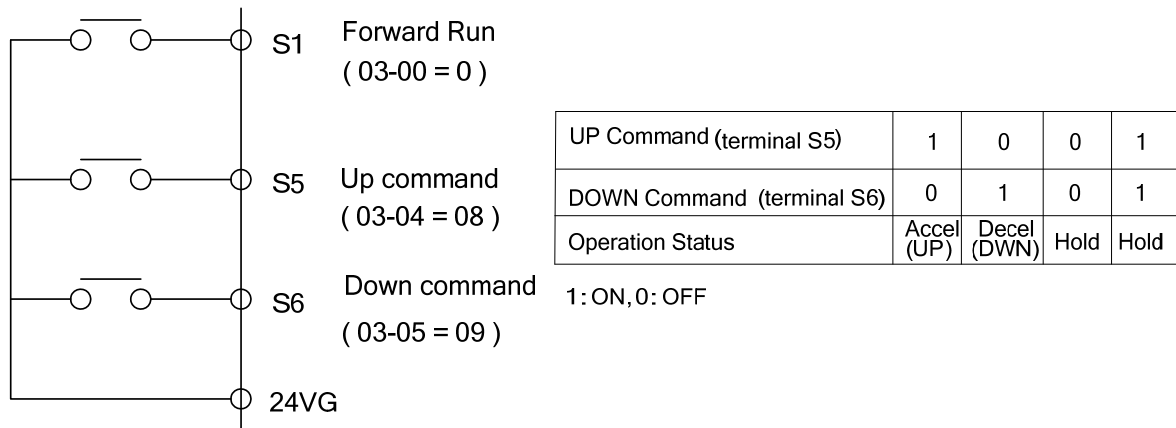 S1 Forward Run
( 03-00 = 0 )
S5 Up command
( 03-04 = 08 )
S6 Down command
( 03-05 = 09 )
24VG
UP Command (terminal S5) 1 0 0 1
DOWN Command (terminal S6) 0 1 0 1
Operation Status Accel (UP) Decel (DWN) Hold Hold
1: ON, 0: OFF